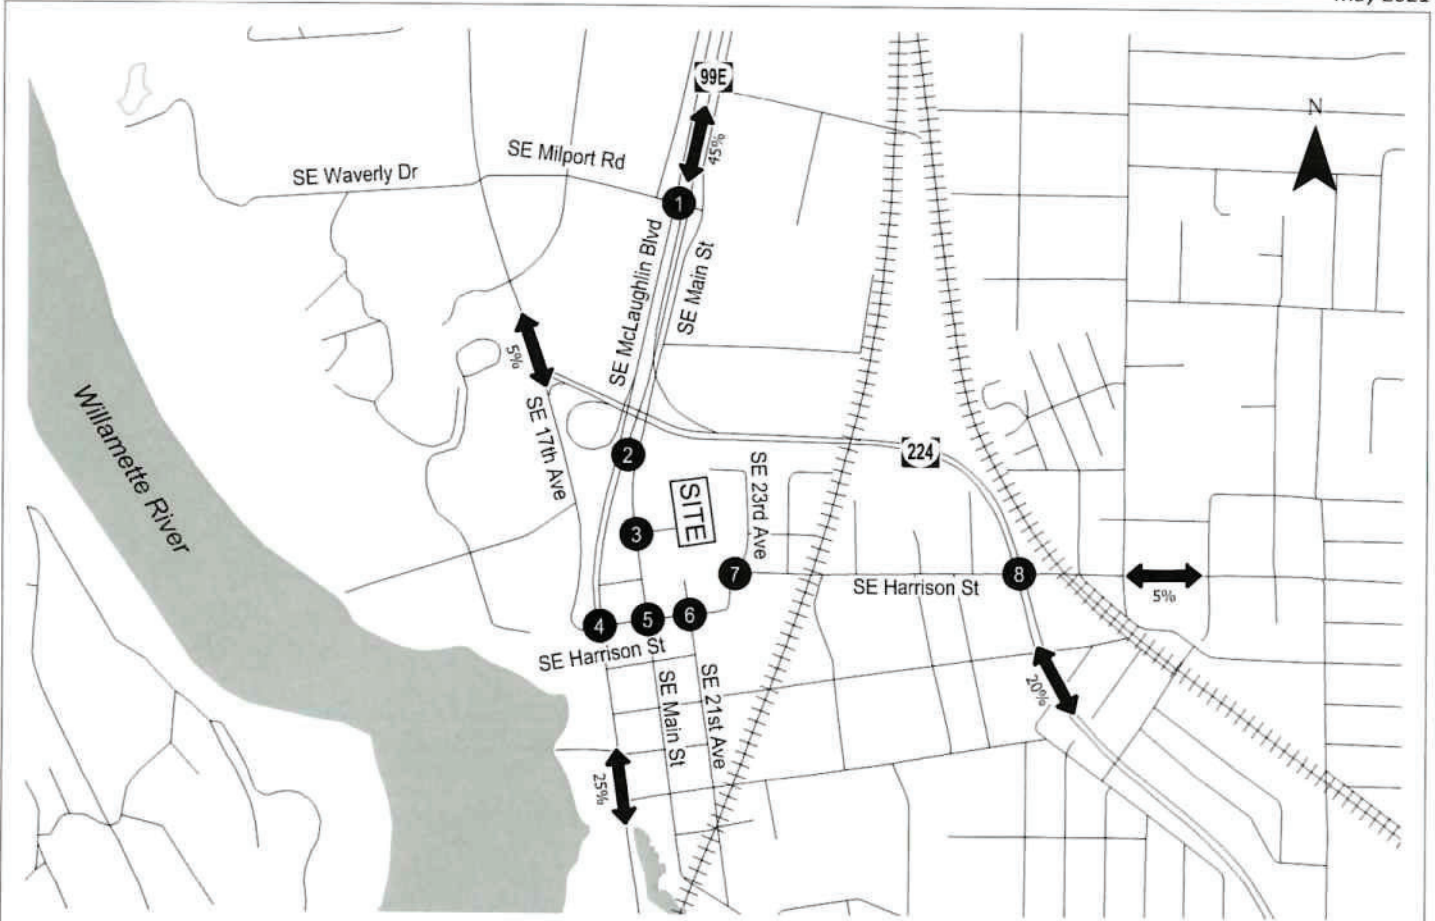 May 2021
99E
45%
N
SE Milport Rd
SE Waverly Dr
1
SE McLaughlin Blvd
SE Main St
5%
SE 17th Ave
Willamette River
2
224
SITE
SE 23rd Ave
3
7
8
SE Harrison St
5%
4
5
6
SE Harrison St
SE Main St
SE 21st Ave
20%
25%